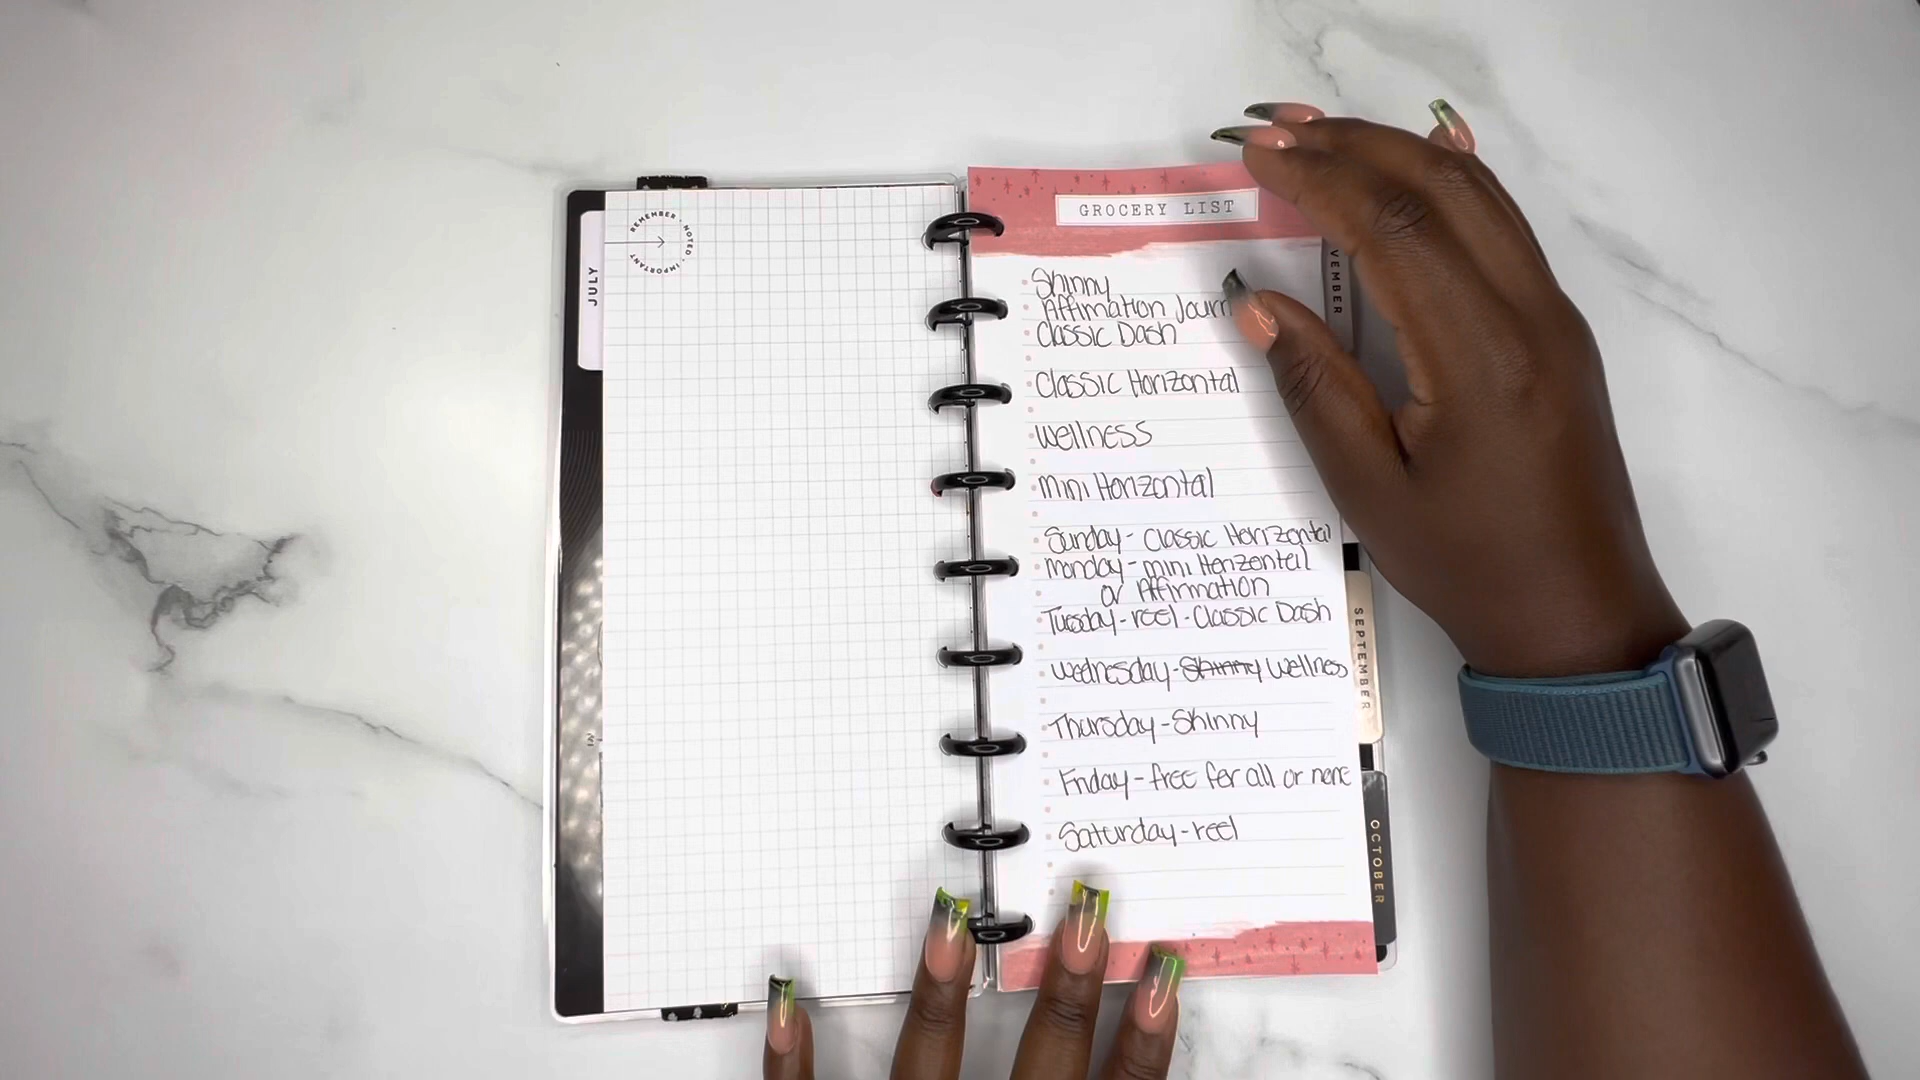 REMEMBER · NOTED · IMPORTANT
JULY
GROCERY LIST
Skinny
Affirmation Journ
Classic Dash
Classic Horizontal
Wellness
Mini Horizontal
Sunday - Classic Horizontal
Monday - mini Horizontal
or Affirmation
Tuesday - reel - Classic Dash
Wednesday - Skinny Wellness
Thursday - Skinny
Friday - free for all or none
Saturday - reel
VEMBER
SEPTEMBER
OCTOBER